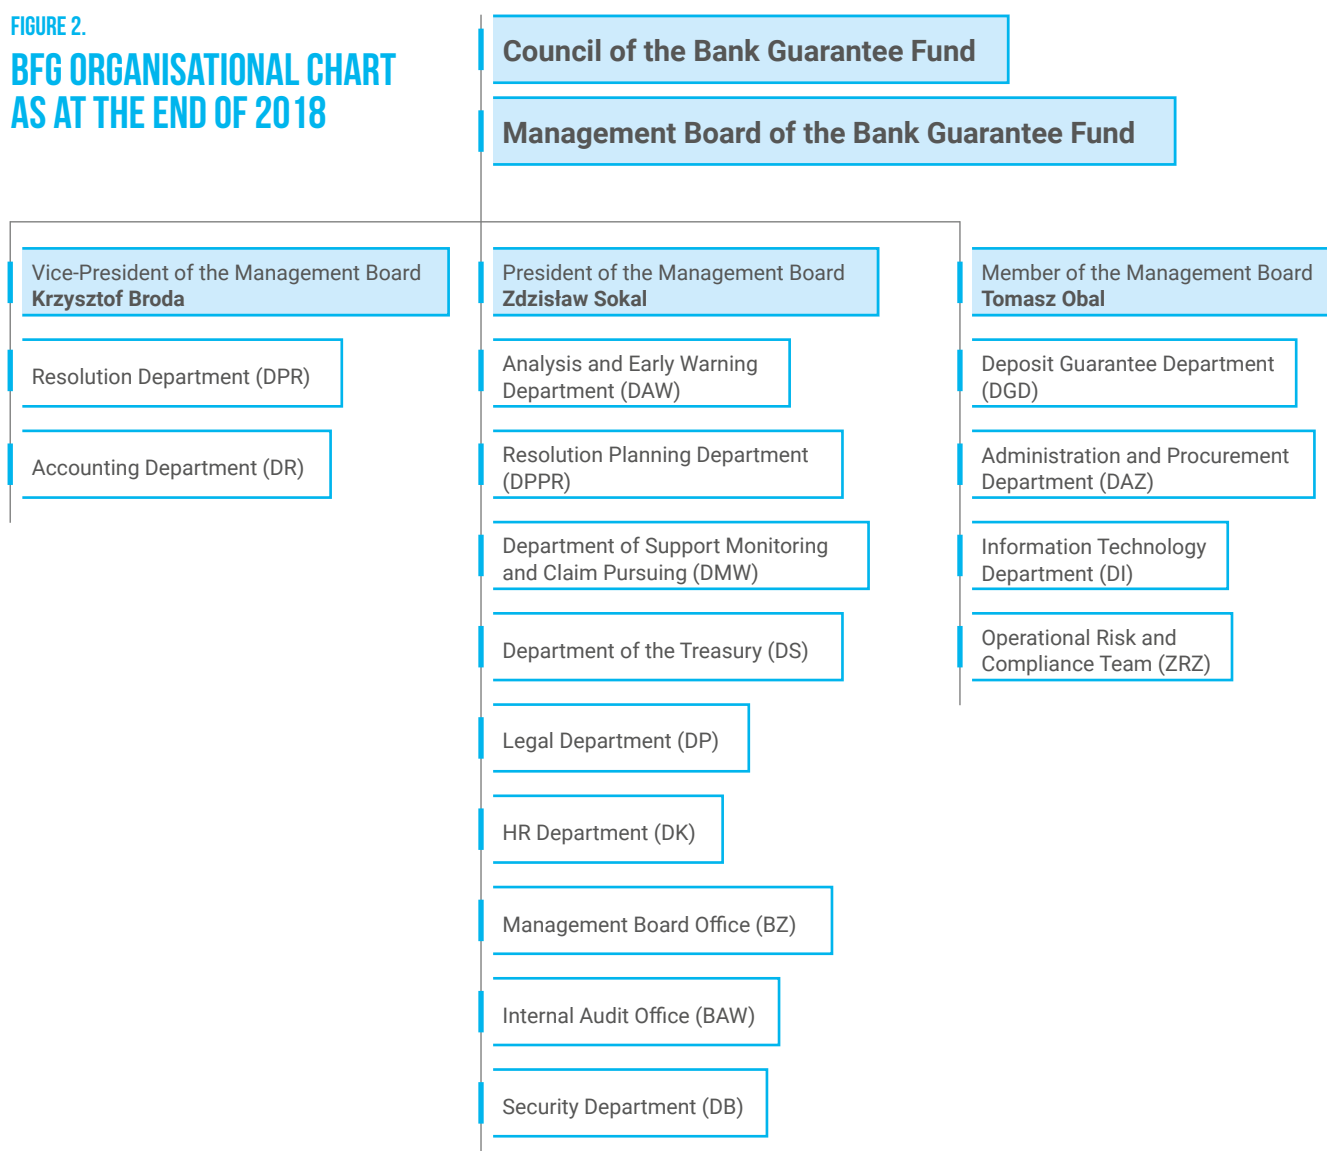 FIGURE 2.
BFG ORGANISATIONAL CHART
AS AT THE END OF 2018
Council of the Bank Guarantee Fund
Management Board of the Bank Guarantee Fund
Vice-President of the Management Board
Krzysztof Broda
Resolution Department (DPR)
Accounting Department (DR)
President of the Management Board
Zdzisław Sokal
Analysis and Early Warning
Department (DAW)
Resolution Planning Department
(DPPR)
Department of Support Monitoring
and Claim Pursuing (DMW)
Department of the Treasury (DS)
Legal Department (DP)
HR Department (DK)
Management Board Office (BZ)
Internal Audit Office (BAW)
Security Department (DB)
Member of the Management Board
Tomasz Obal
Deposit Guarantee Department
(DGD)
Administration and Procurement
Department (DAZ)
Information Technology
Department (DI)
Operational Risk and
Compliance Team (ZRZ)